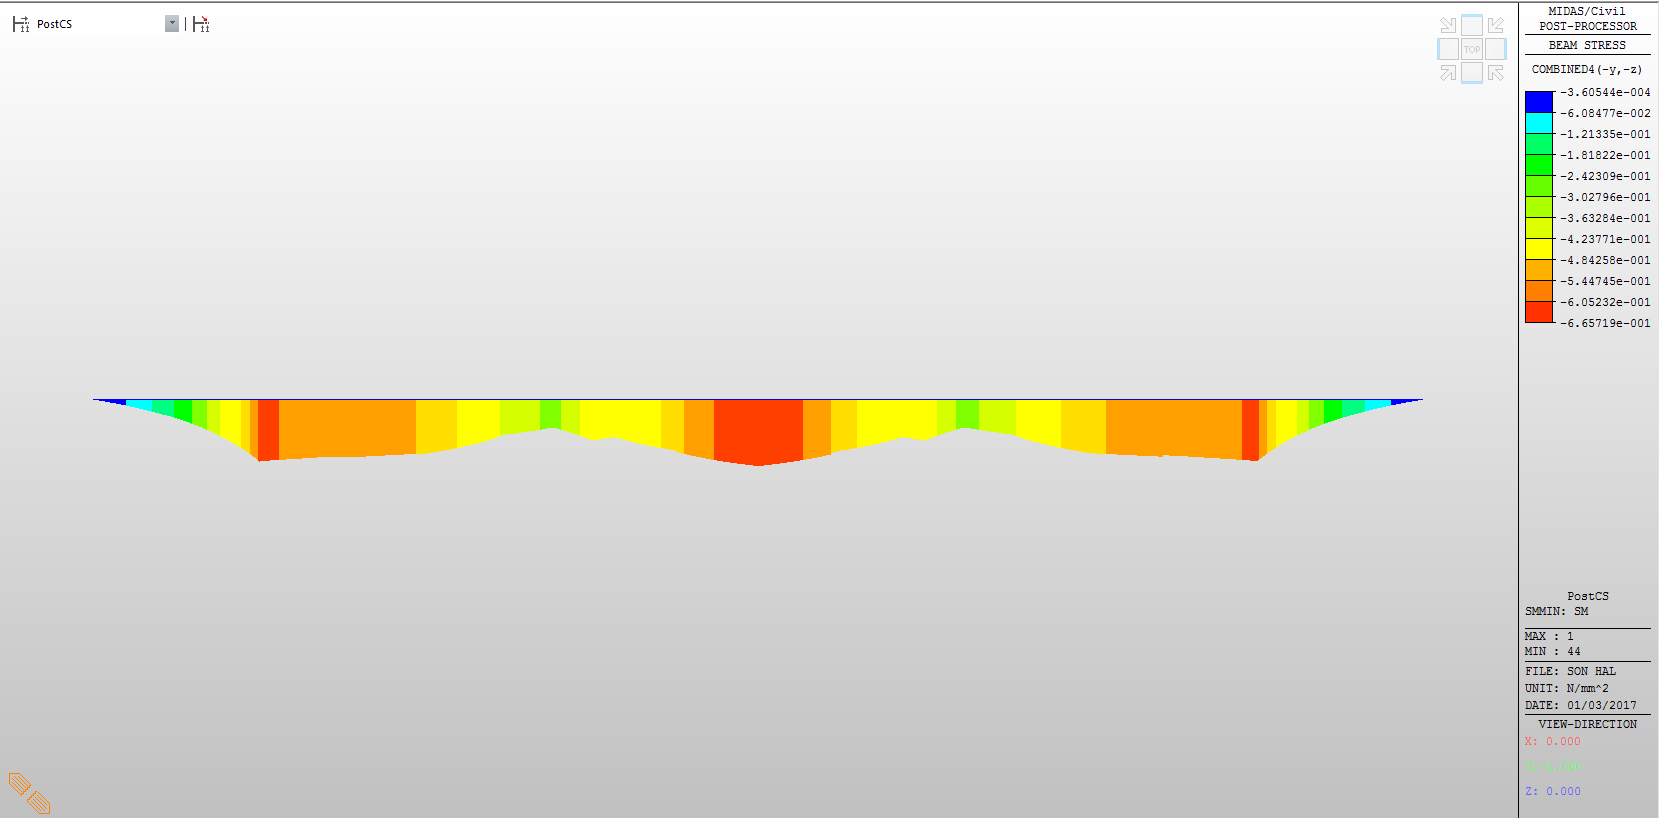 PostCS
TOP
MIDAS/Civil
POST-PROCESSOR
BEAM STRESS
COMBINED4(-y,-z)
-3.60544e-004
-6.08477e-002
-1.21335e-001
-1.81822e-001
-2.42309e-001
-3.02796e-001
-3.63284e-001
-4.23771e-001
-4.84258e-001
-5.44745e-001
-6.05232e-001
-6.65719e-001
PostCS
SMMIN: SM
MAX : 1
MIN : 44
FILE: SON HAL
UNIT: N/mm^2
DATE: 01/03/2017
VIEW-DIRECTION
X: 0.000
Z: 0.000